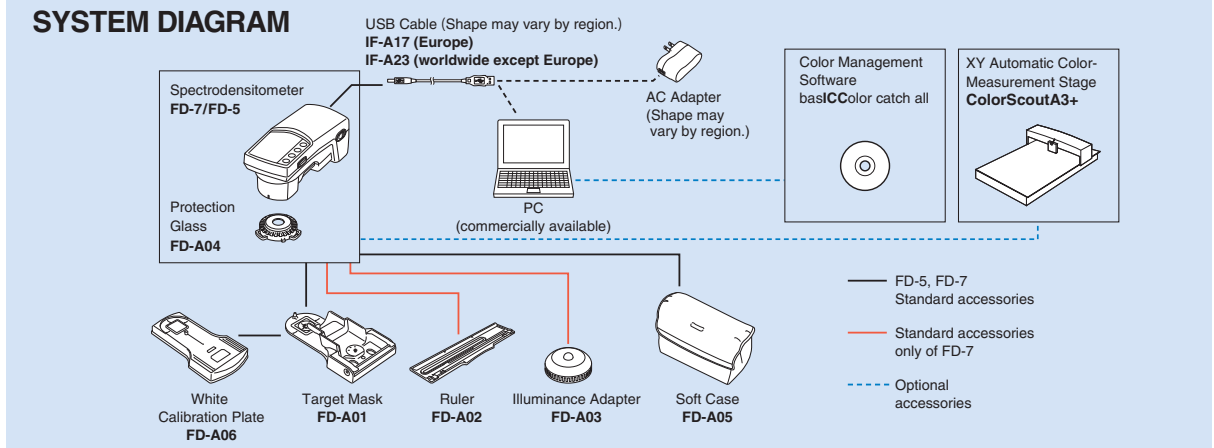 SYSTEM DIAGRAM
USB Cable (Shape may vary by region.)
IF-A17 (Europe)
IF-A23 (worldwide except Europe)
Spectrodensitometer
FD-7/FD-5
Protection
Glass
FD-A04
AC Adapter
(Shape may
vary by region.)
PC
(commercially available)
Color Management
Software
basICColor catch all
XY Automatic Color-
Measurement Stage
ColorScoutA3+
White
Calibration Plate
FD-A06
Target Mask
FD-A01
Ruler
FD-A02
Illuminance Adapter
FD-A03
Soft Case
FD-A05
FD-5, FD-7
Standard accessories
Standard accessories
only of FD-7
Optional
accessories